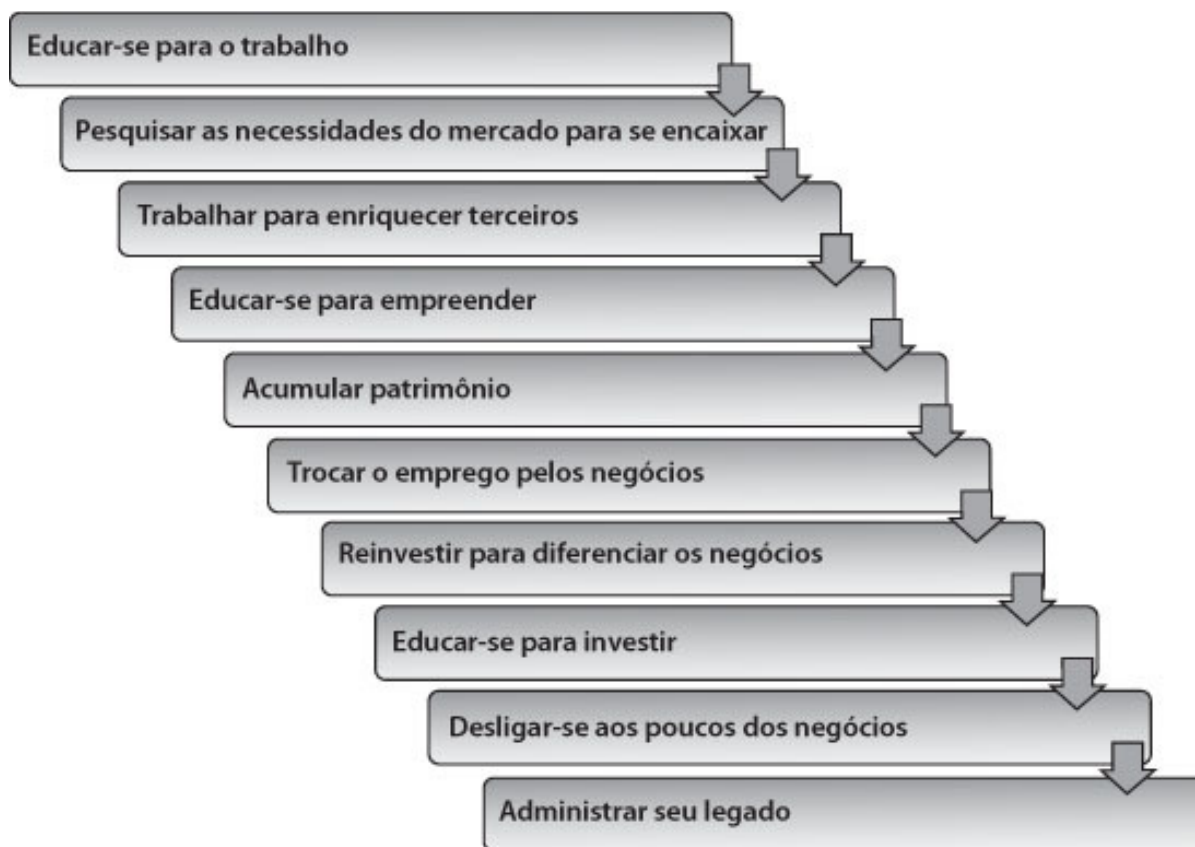 Educar-se para o trabalho
Pesquisar as necessidades do mercado para se encaixar
Trabalhar para enriquecer terceiros
Educar-se para empreender
Acumular patrimônio
Trocar o emprego pelos negócios
Reinvestir para diferenciar os negócios
Educar-se para investir
Desligar-se aos poucos dos negócios
Administrar seu legado